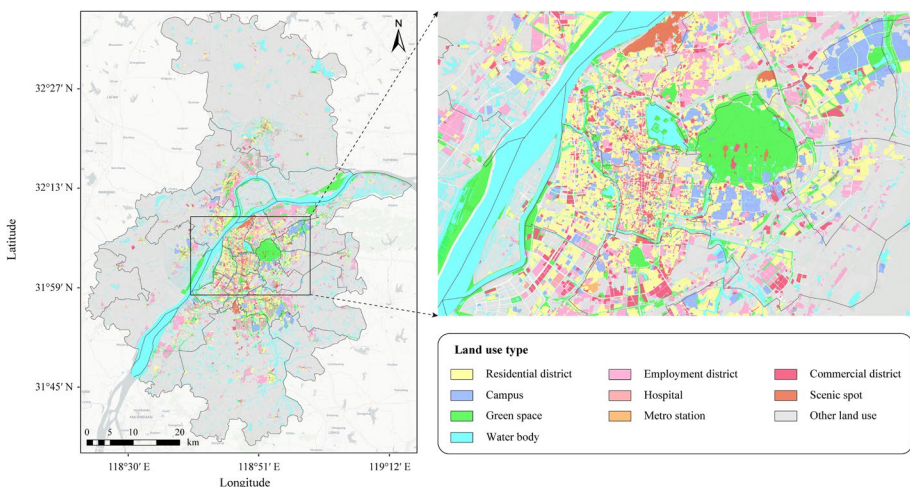 N
32°27' N
32°13' N
31°59' N
31°45' N
Latitude
0 5 10 20
km
118°30' E
118°51' E
119°12' E
Longitude
Land use type
Residential district
Employment district
Commercial district
Campus
Hospital
Scenic spot
Green space
Metro station
Other land use
Water body